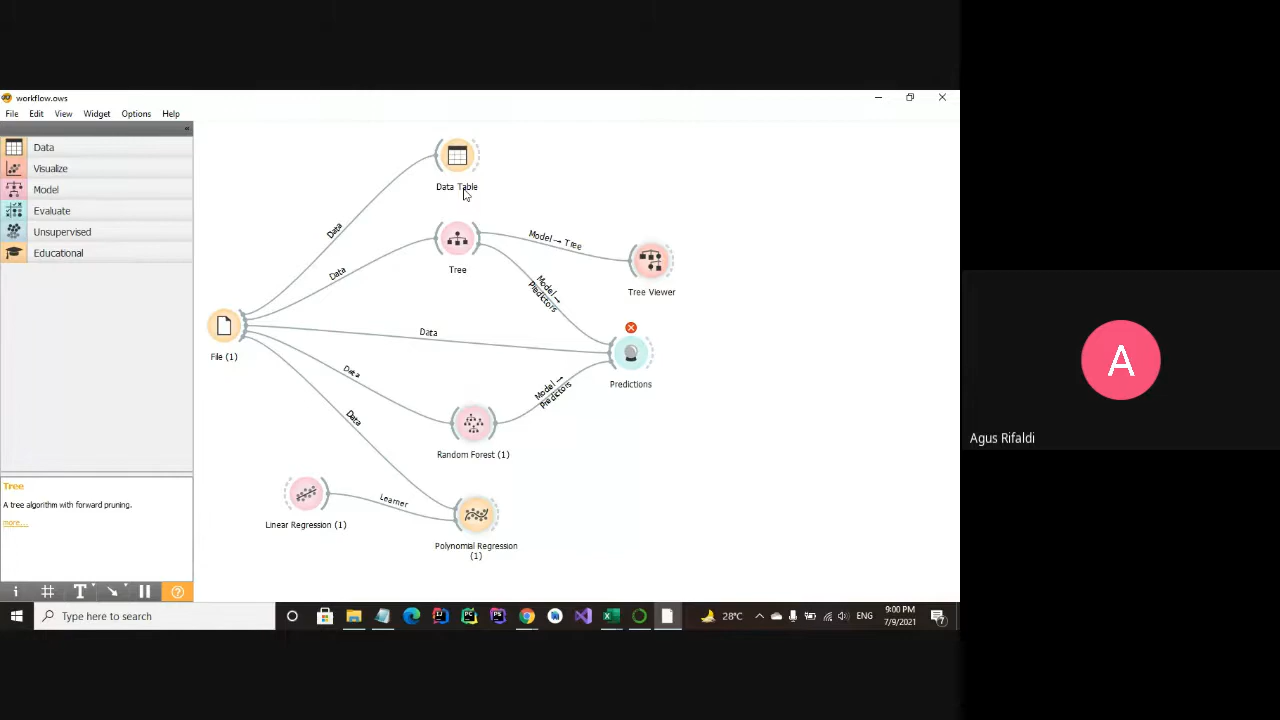 workflow.ows
File Edit View Widget Options Help
«
Data
Visualize
Model
Evaluate
Unsupervised
Educational
Data Table
Data
Data
Tree
Model → Tree
Tree Viewer
Model → Predictors
Data
File (1)
Predictions
Data
Model → Predictors
Data
Random Forest (1)
Linear Regression (1)
Learner
Polynomial Regression
(1)
Tree
A tree algorithm with forward pruning.
more...
Type here to search
28°C
ENG
9:00 PM
7/9/2021
7
A
Agus Rifaldi